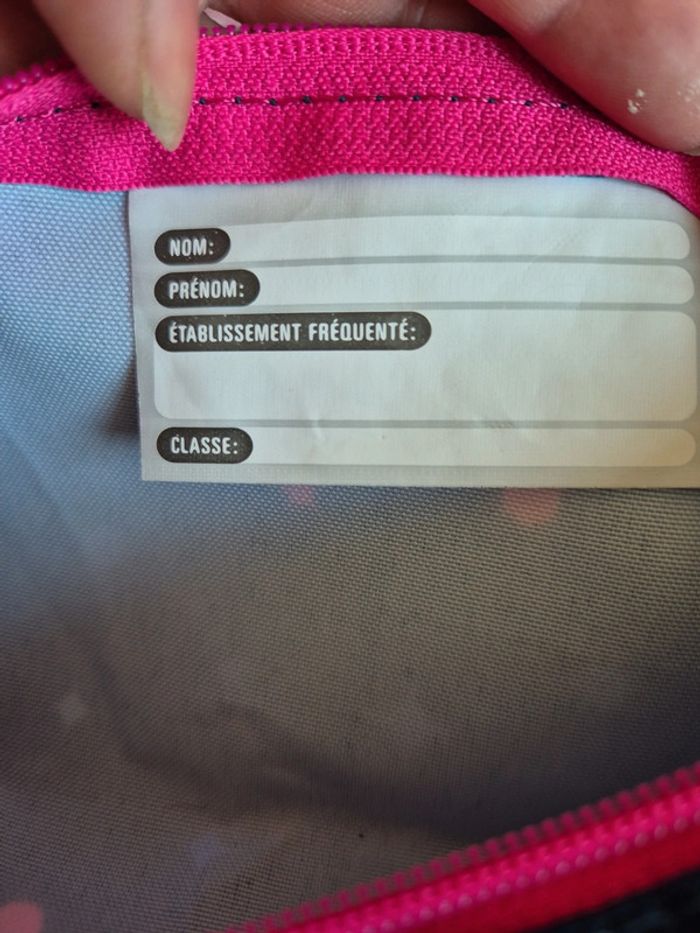 NOM:
PRÉNOM:
ÉTABLISSEMENT FRÉQUENTÉ:
CLASSE: